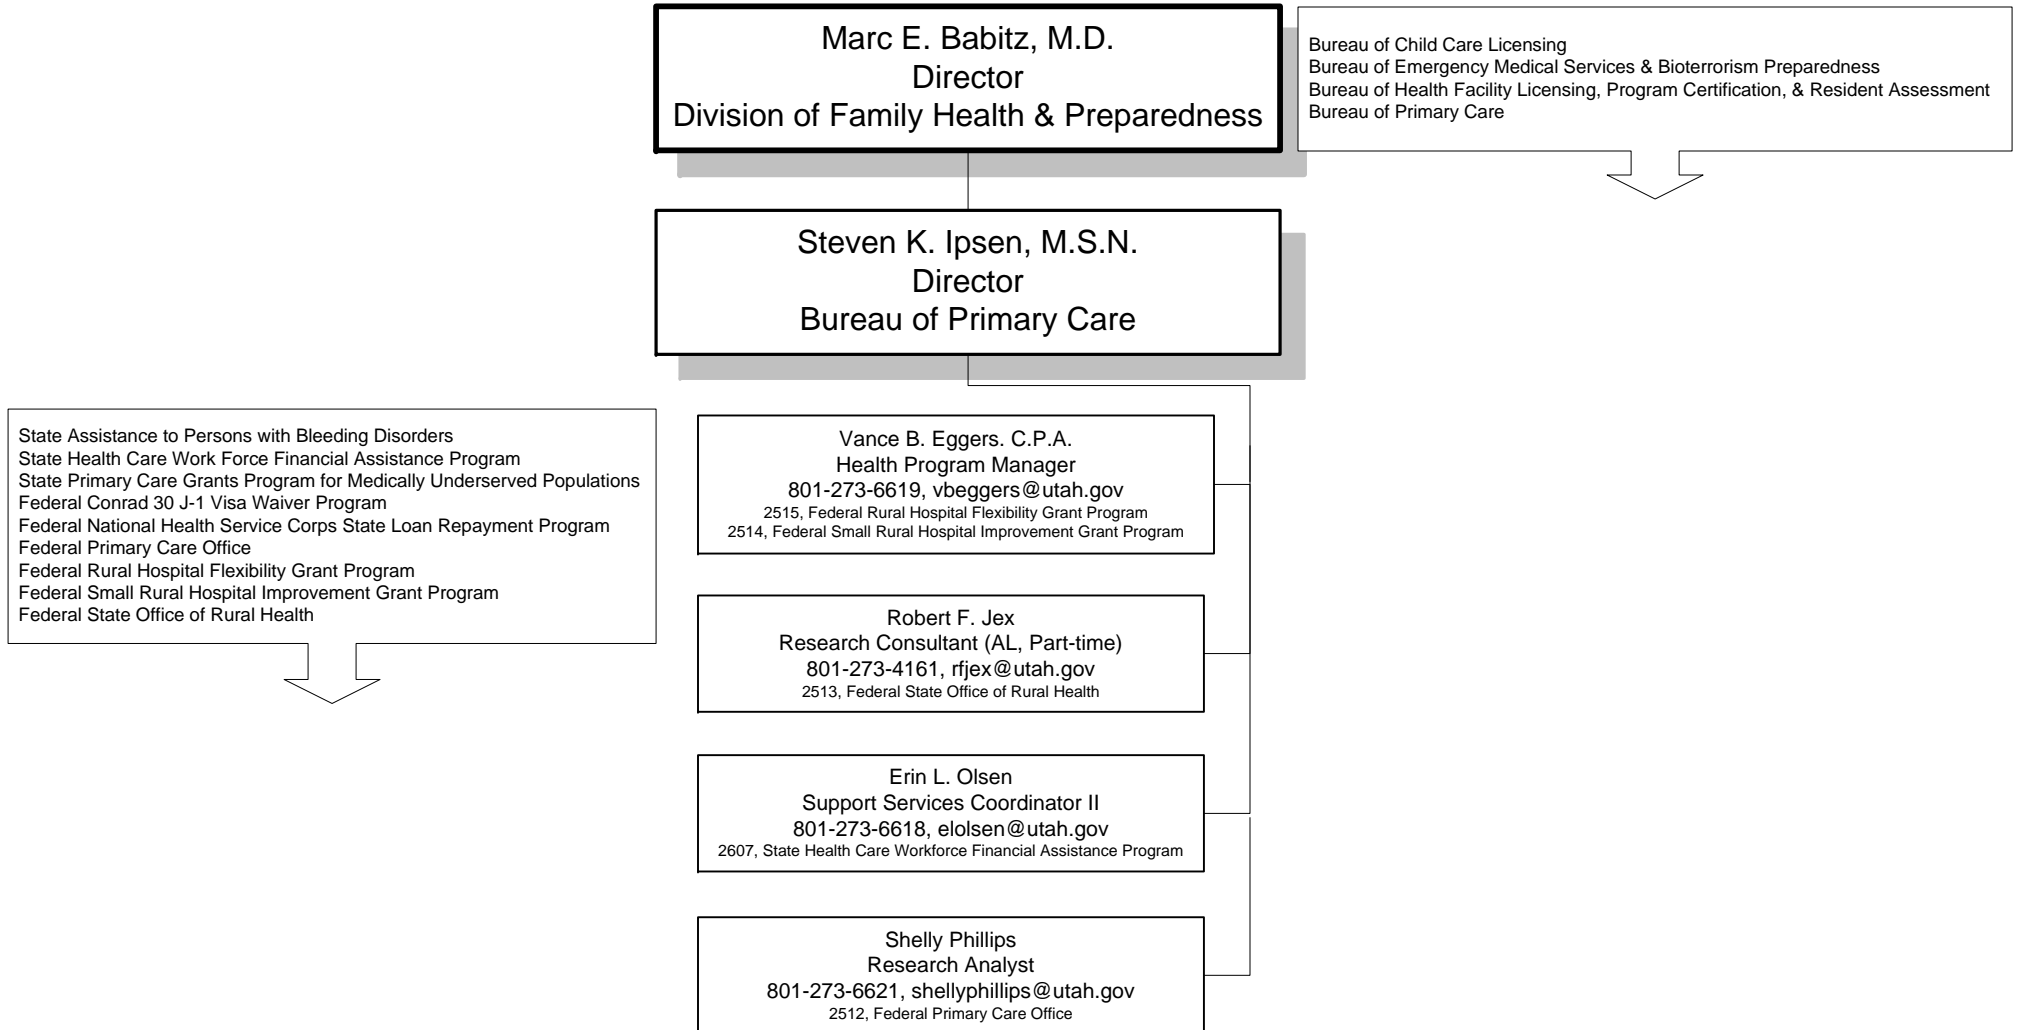 Marc E. Babitz, M.D.
Director
Division of Family Health & Preparedness
Bureau of Child Care Licensing
Bureau of Emergency Medical Services & Bioterrorism Preparedness
Bureau of Health Facility Licensing, Program Certification, & Resident Assessment
Bureau of Primary Care
Steven K. Ipsen, M.S.N.
Director
Bureau of Primary Care
State Assistance to Persons with Bleeding Disorders
State Health Care Work Force Financial Assistance Program
State Primary Care Grants Program for Medically Underserved Populations
Federal Conrad 30 J-1 Visa Waiver Program
Federal National Health Service Corps State Loan Repayment Program
Federal Primary Care Office
Federal Rural Hospital Flexibility Grant Program
Federal Small Rural Hospital Improvement Grant Program
Federal State Office of Rural Health
Vance B. Eggers. C.P.A.
Health Program Manager
801-273-6619, vbeggers@utah.gov
2515, Federal Rural Hospital Flexibility Grant Program
2514, Federal Small Rural Hospital Improvement Grant Program
Robert F. Jex
Research Consultant (AL, Part-time)
801-273-4161, rfjex@utah.gov
2513, Federal State Office of Rural Health
Erin L. Olsen
Support Services Coordinator II
801-273-6618, elolsen@utah.gov
2607, State Health Care Workforce Financial Assistance Program
Shelly Phillips
Research Analyst
801-273-6621, shellyphillips@utah.gov
2512, Federal Primary Care Office